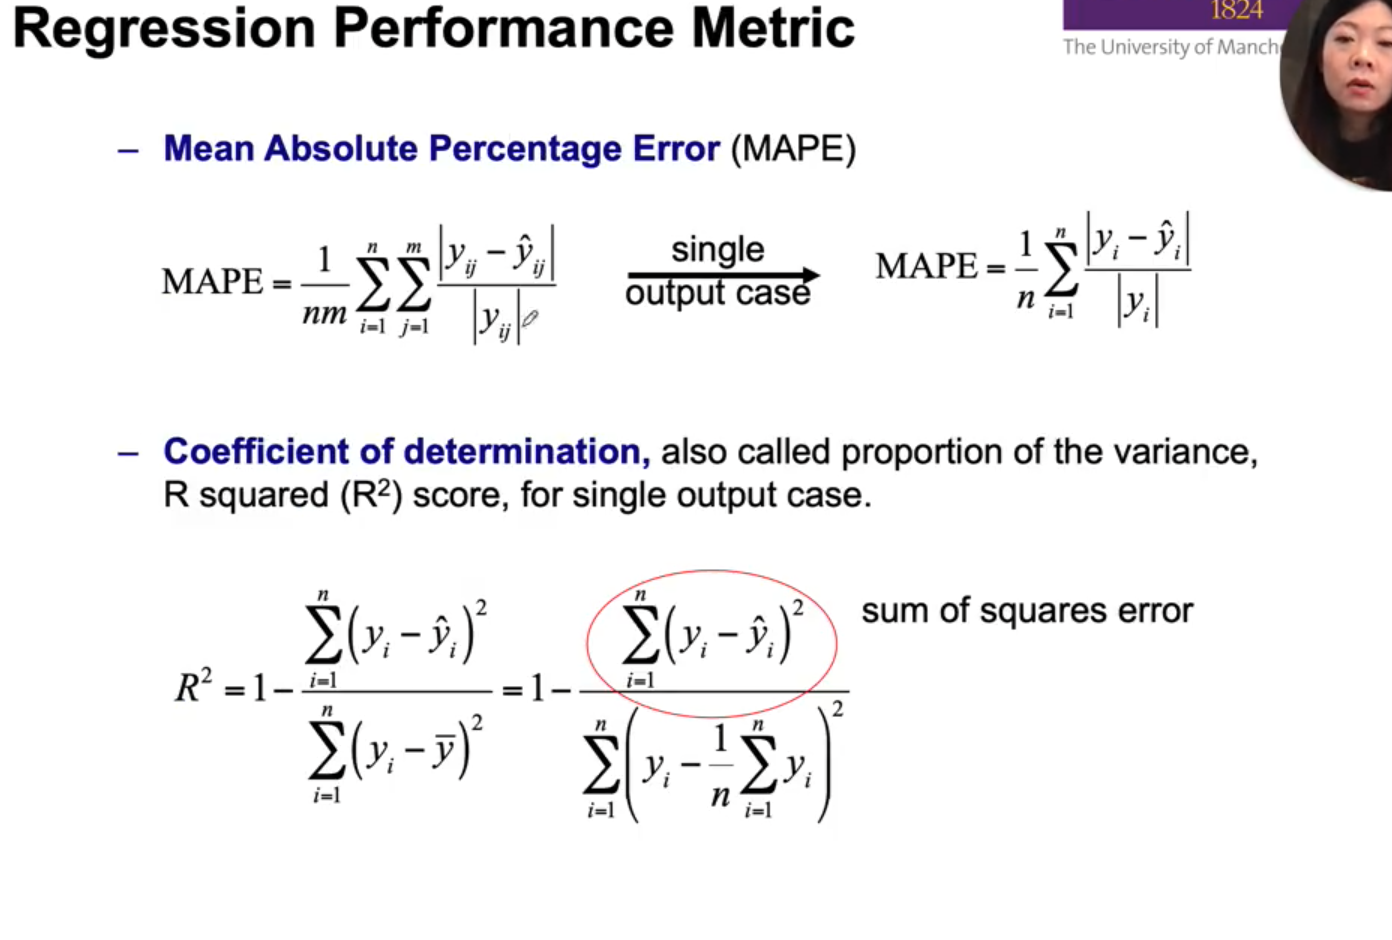 Regression Performance Metric
1824
The University of Manch
– Mean Absolute Percentage Error (MAPE)
MAPE = \frac{1}{nm} \sum_{i=1}^{n} \sum_{j=1}^{m} \frac{|y_{ij} - \hat{y}_{ij}|}{|y_{ij}|}
single
output case
MAPE = \frac{1}{n} \sum_{i=1}^{n} \frac{|y_i - \hat{y}_i|}{|y_i|}
– Coefficient of determination, also called proportion of the variance,
R squared (R²) score, for single output case.
R^2 = 1 - \frac{\sum_{i=1}^{n} (y_i - \hat{y}_i)^2}{\sum_{i=1}^{n} (y_i - \bar{y})^2} = 1 - \frac{\sum_{i=1}^{n} (y_i - \hat{y}_i)^2}{\sum_{i=1}^{n} \left( y_i - \frac{1}{n} \sum_{i=1}^{n} y_i \right)^2}
sum of squares error